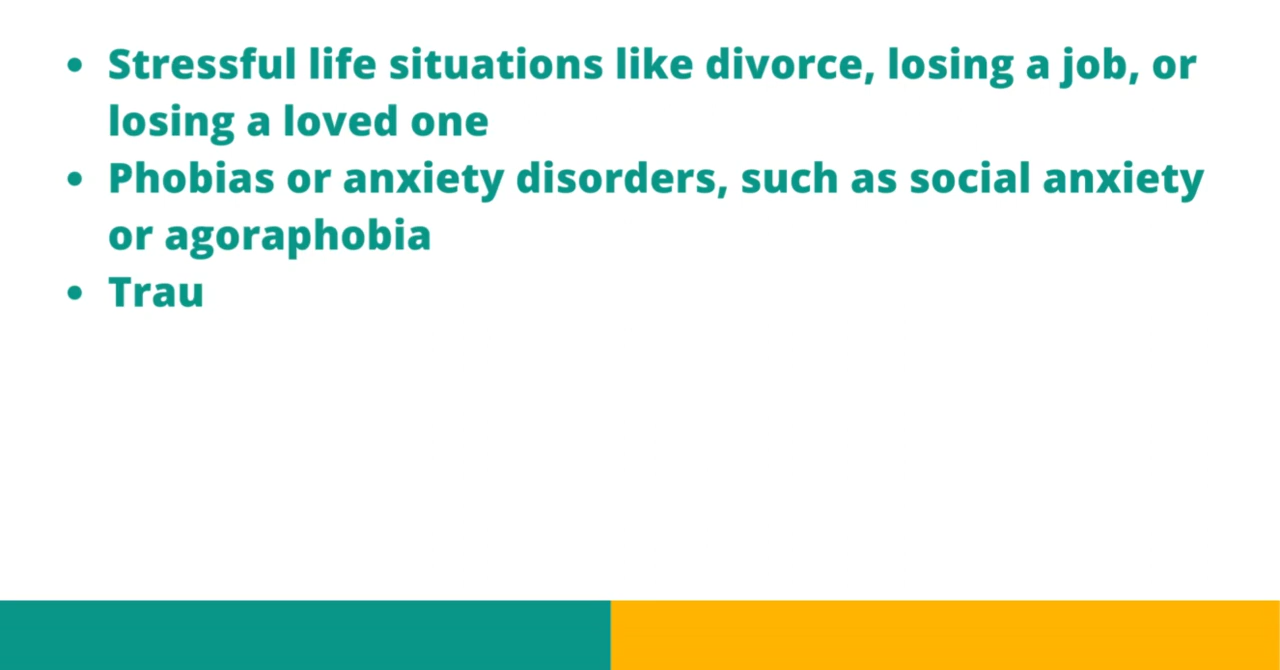 • Stressful life situations like divorce, losing a job, or
losing a loved one
• Phobias or anxiety disorders, such as social anxiety
or agoraphobia
• Trau